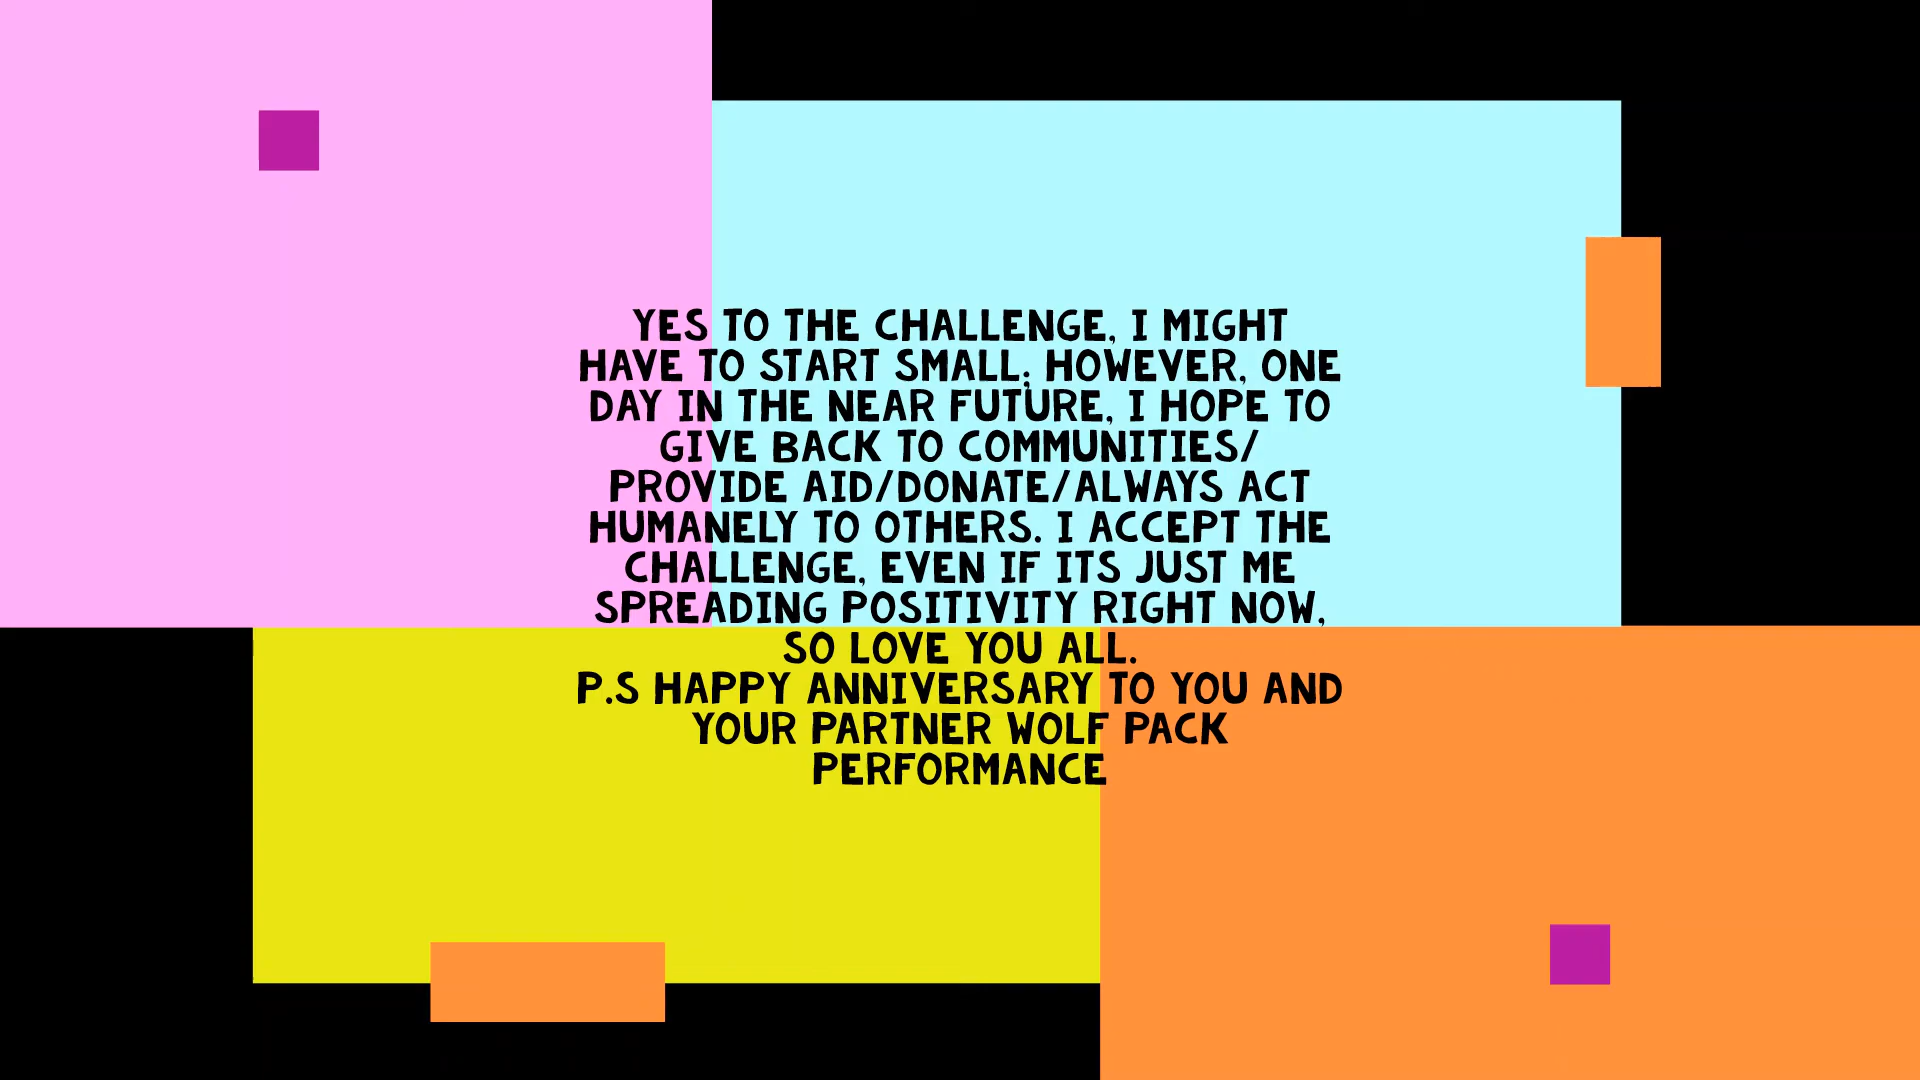 YES TO THE CHALLENGE, I MIGHT
HAVE TO START SMALL; HOWEVER, ONE
DAY IN THE NEAR FUTURE, I HOPE TO
GIVE BACK TO COMMUNITIES/
PROVIDE AID/DONATE/ALWAYS ACT
HUMANELY TO OTHERS. I ACCEPT THE
CHALLENGE, EVEN IF ITS JUST ME
SPREADING POSITIVITY RIGHT NOW,
SO LOVE YOU ALL.
P.S HAPPY ANNIVERSARY TO YOU AND
YOUR PARTNER WOLF PACK
PERFORMANCE